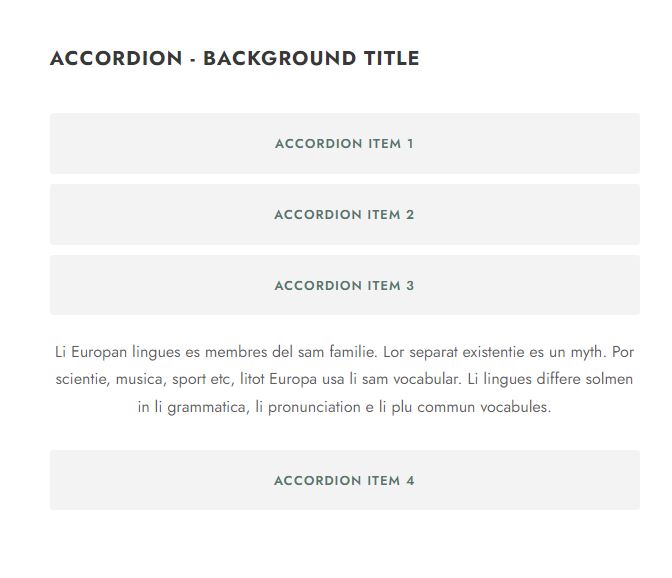 ACCORDION - BACKGROUND TITLE
ACCORDION ITEM 1
ACCORDION ITEM 2
ACCORDION ITEM 3
Li Europan lingues es membres del sam familie. Lor separat existentie es un myth. Por
scientie, musica, sport etc, litot Europa usa li sam vocabular. Li lingues differe solmen
in li grammatica, li pronunciation e li plu commun vocabules.
ACCORDION ITEM 4